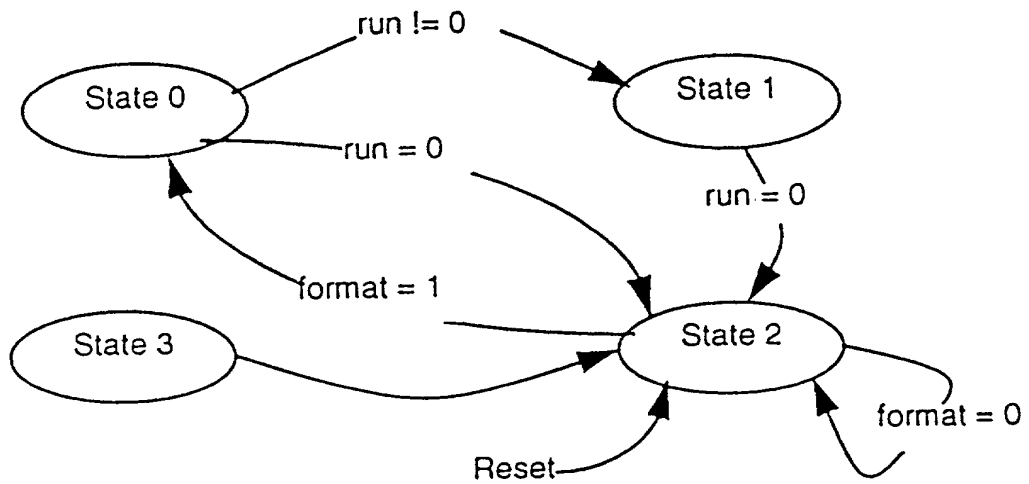 run != 0
State 0
State 1
run = 0
run = 0
format = 1
State 3
State 2
format = 0
Reset